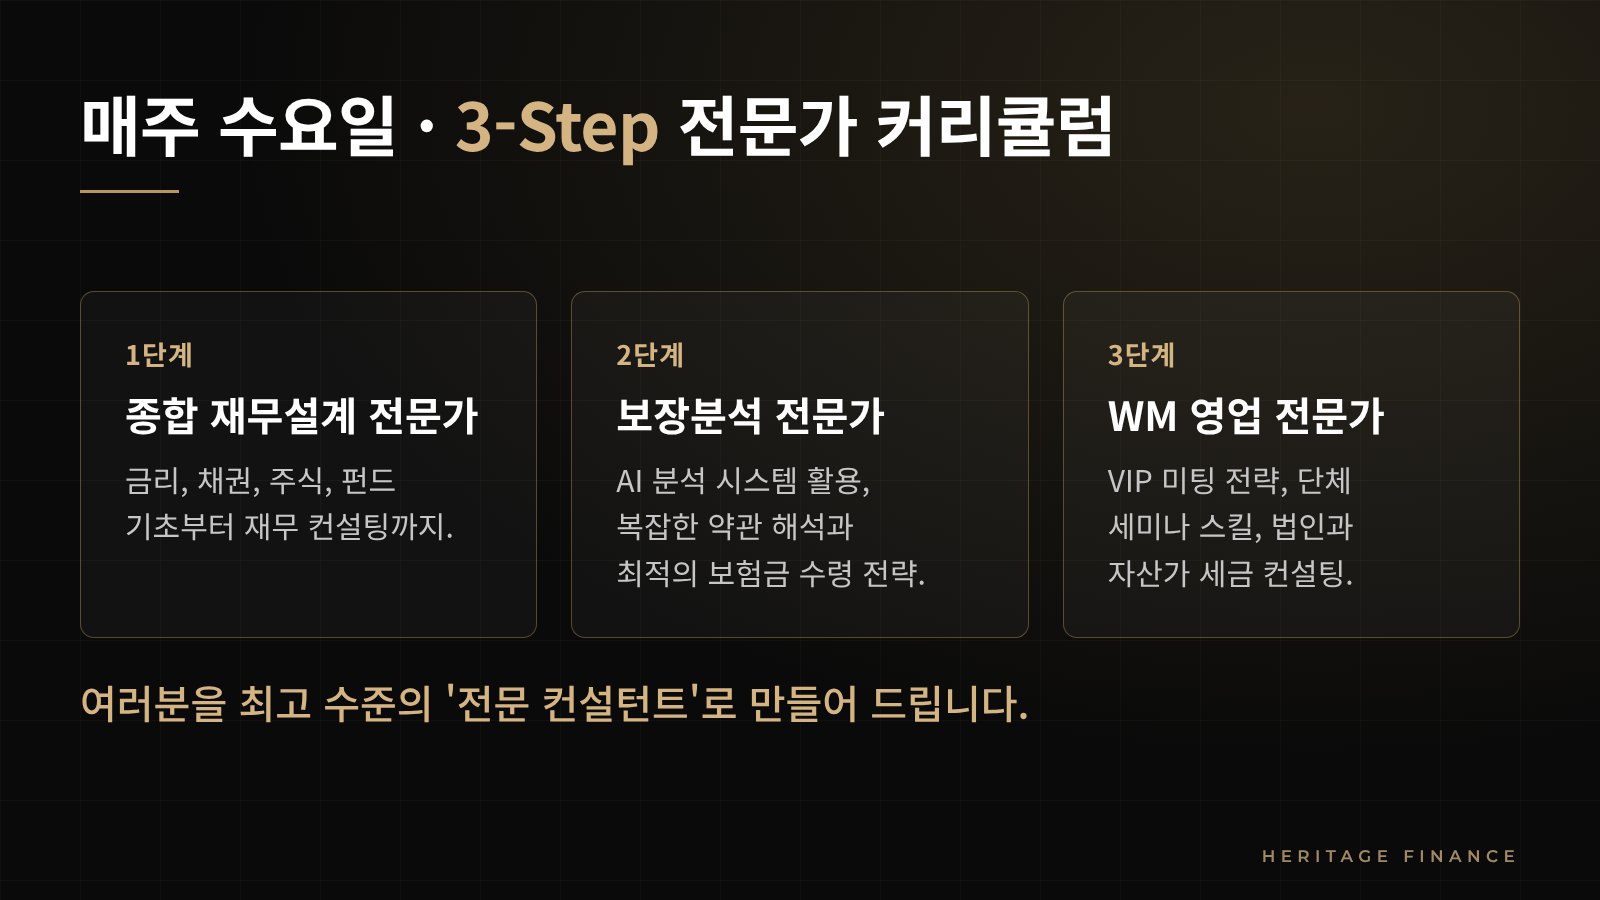 매주 수요일 · 3-Step 전문가 커리큘럼
1단계
종합 재무설계 전문가
금리, 채권, 주식, 펀드
기초부터 재무 컨설팅까지.
2단계
보장분석 전문가
AI 분석 시스템 활용,
복잡한 약관 해석과
최적의 보험금 수령 전략.
3단계
WM 영업 전문가
VIP 미팅 전략, 단체
세미나 스킬, 법인과
자산가 세금 컨설팅.
여러분을 최고 수준의 '전문 컨설턴트'로 만들어 드립니다.
HERITAGE FINANCE